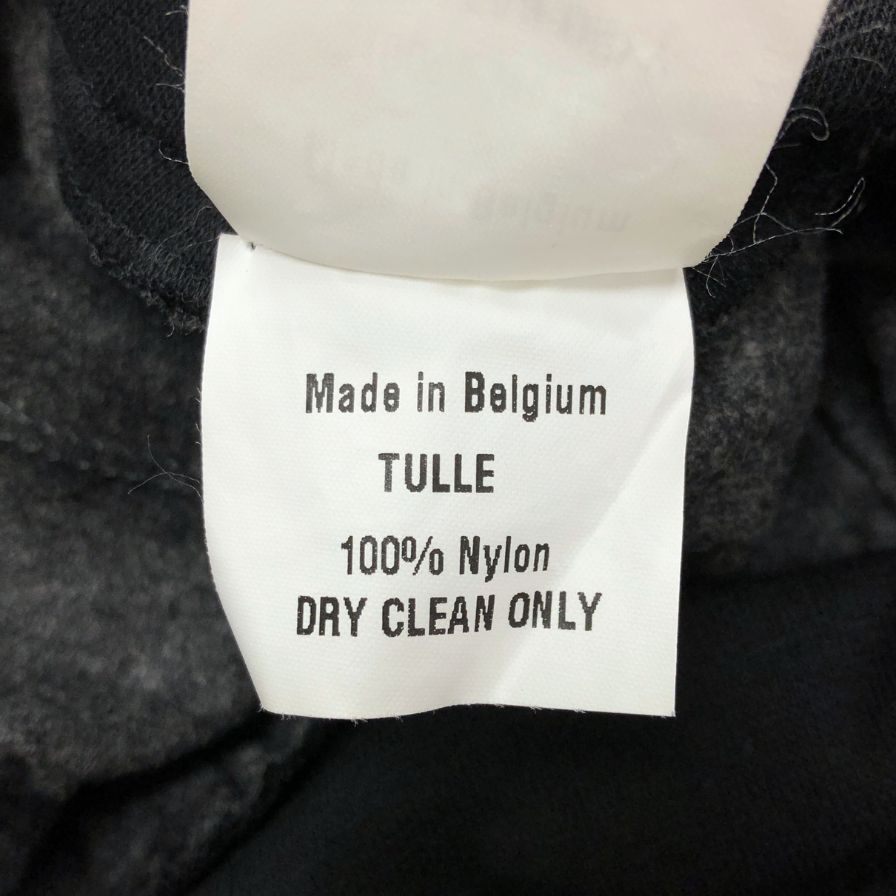 Made in Belgium
TULLE
100% Nylon
DRY CLEAN ONLY